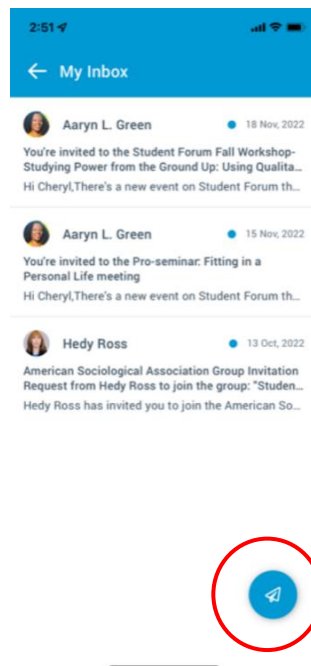 2:51
My Inbox
Aaryn L. Green
18 Nov, 2022
You're invited to the Student Forum Fall Workshop-
Studying Power from the Ground Up: Using Qualita...
Hi Cheryl,There's a new event on Student Forum th...
Aaryn L. Green
15 Nov, 2022
You're invited to the Pro-seminar: Fitting in a
Personal Life meeting
Hi Cheryl,There's a new event on Student Forum th...
Hedy Ross
13 Oct, 2022
American Sociological Association Group Invitation
Request from Hedy Ross to join the group: "Studen...
Hedy Ross has invited you to join the American So...